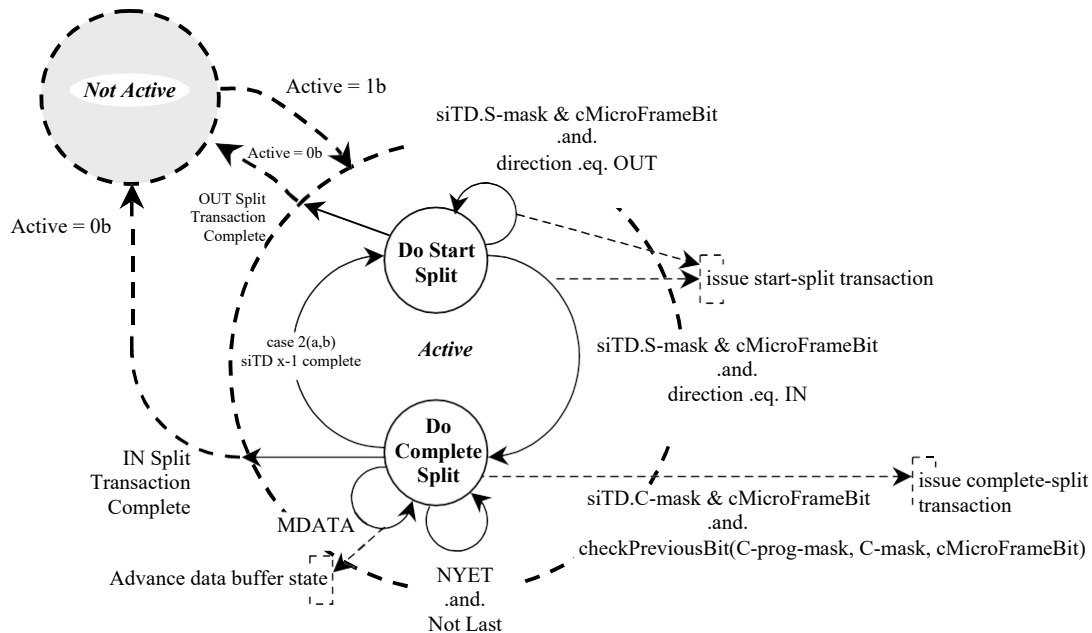 Not Active
Active = 1b
siTD.S-mask & cMicroFrameBit
.and.
direction .eq. OUT
Active = 0b
OUT Split
Transaction
Complete
Active = 0b
Do Start
Split
issue start-split transaction
case 2(a,b)
siTD x-1 complete
Active
siTD.S-mask & cMicroFrameBit
.and.
direction .eq. IN
Do
Complete
Split
IN Split
Transaction
Complete
issue complete-split
transaction
siTD.C-mask & cMicroFrameBit
.and.
checkPreviousBit(C-prog-mask, C-mask, cMicroFrameBit)
MDATA
Advance data buffer state
NYET
.and.
Not Last